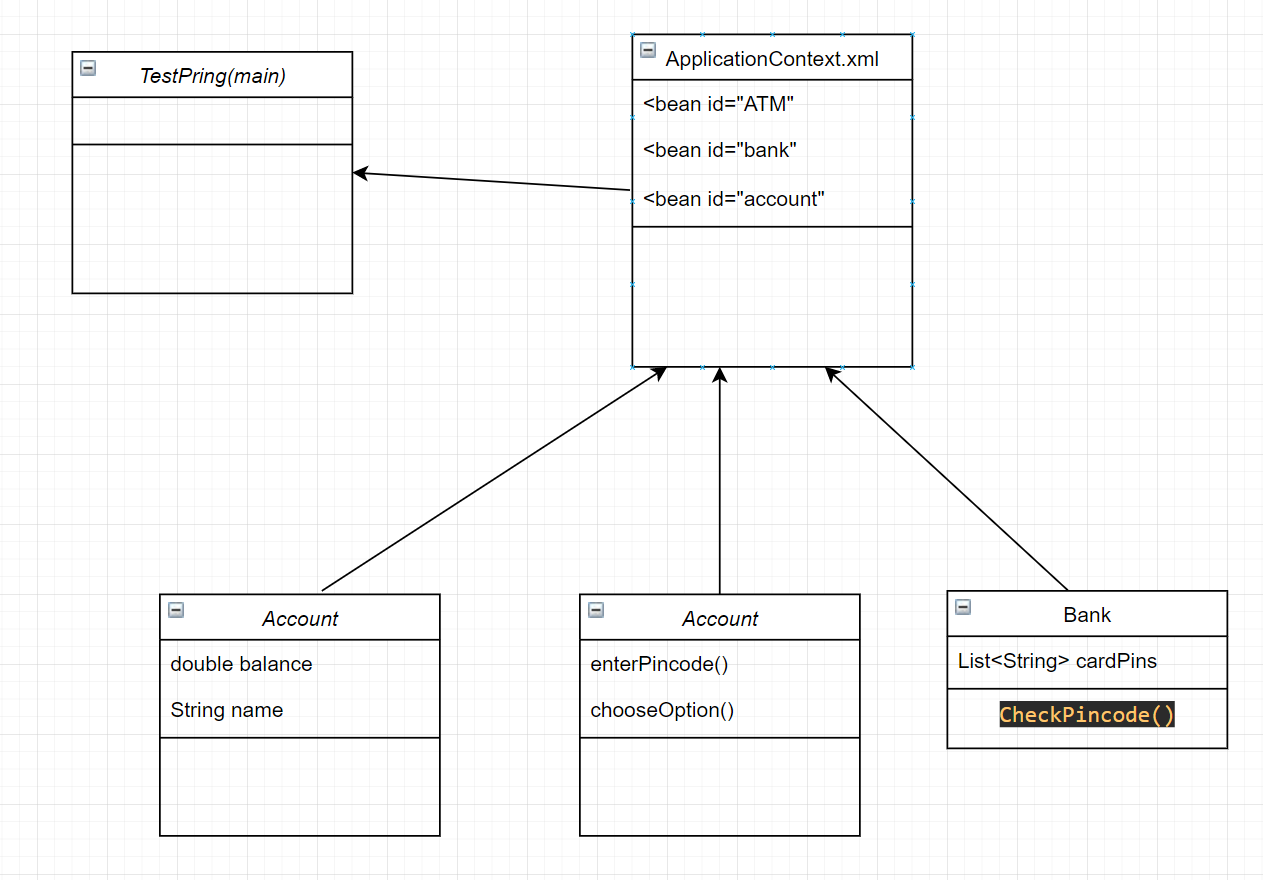 TestPring(main)
ApplicationContext.xml
<bean id="ATM"
<bean id="bank"
<bean id="account"
Account
double balance
String name
Account
enterPincode()
chooseOption()
Bank
List<String> cardPins
CheckPincode()